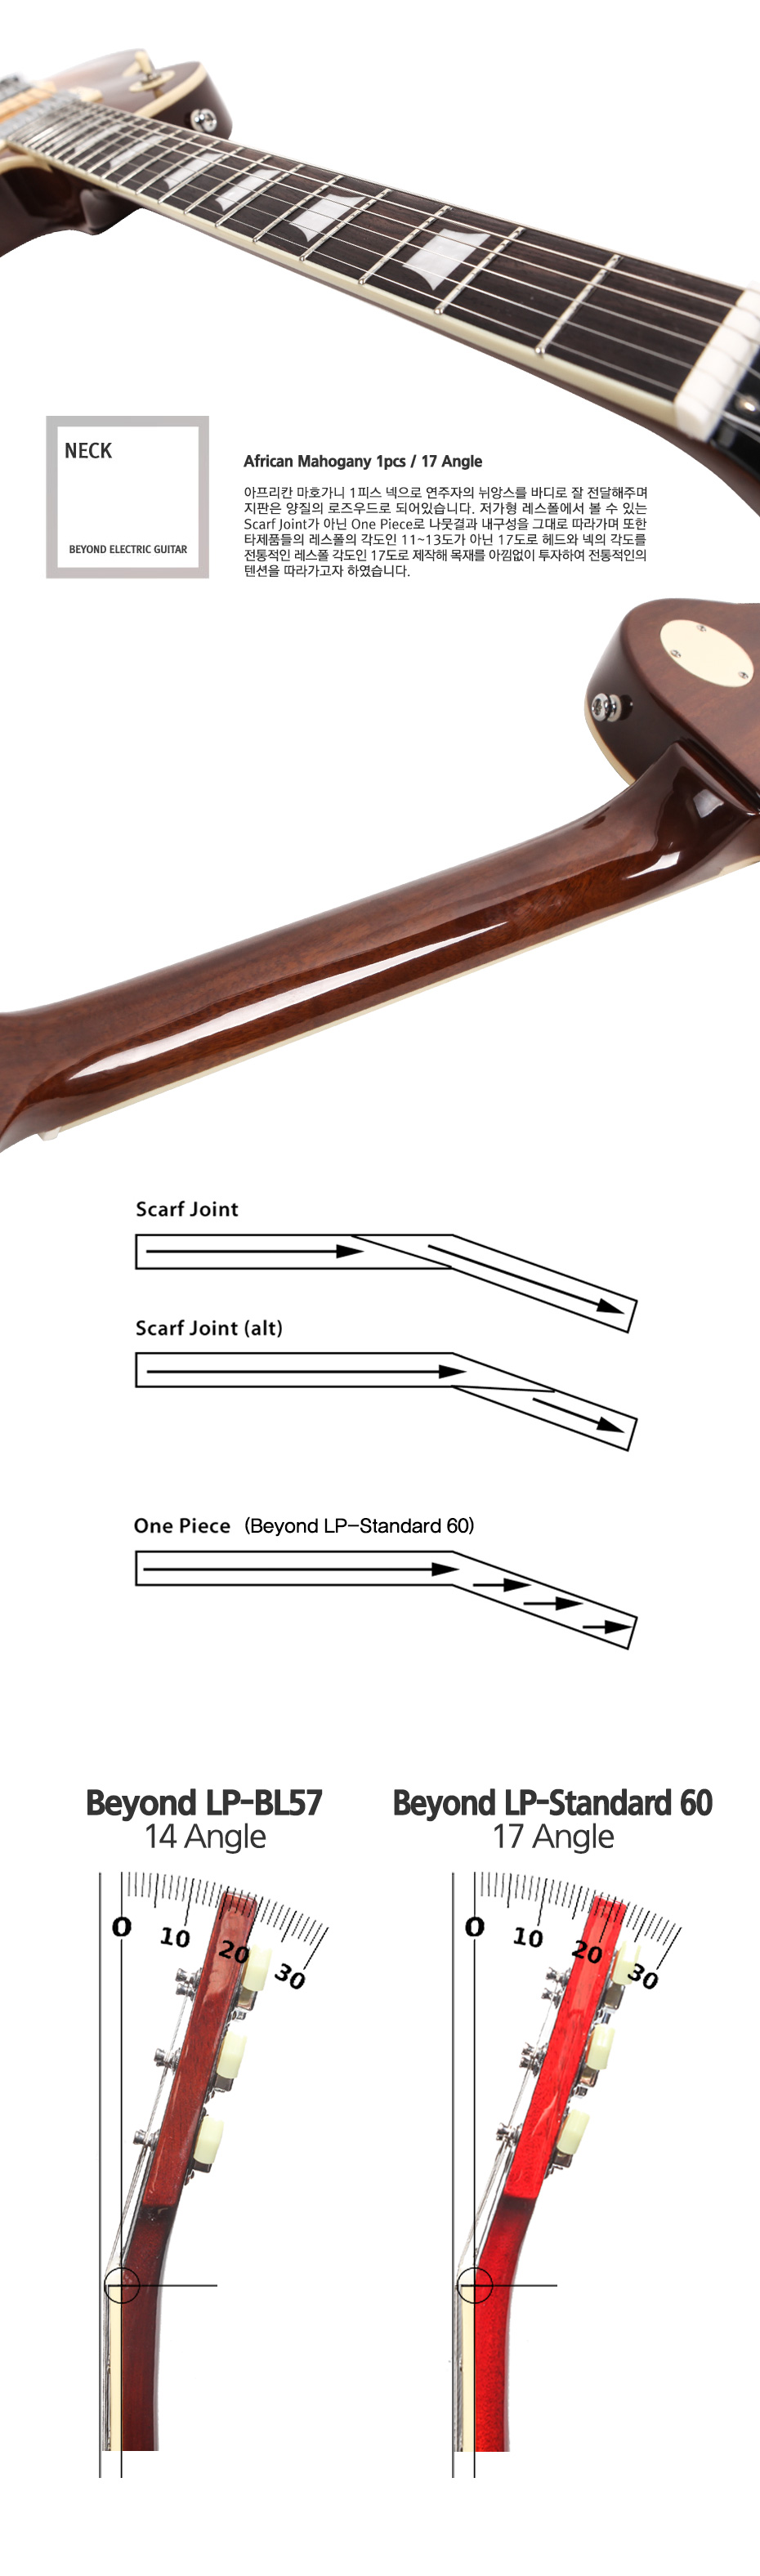 NECK
BEYOND ELECTRIC GUITAR
African Mahogany 1pcs / 17 Angle
아프리칸 마호가니 1피스 넥으로 연주자의 뉘앙스를 바디로 잘 전달해주며
지판은 양질의 로즈우드로 되어있습니다. 저가형 레스폴에서 볼 수 있는
Scarf Joint가 아닌 One Piece로 나뭇결과 내구성을 그대로 따라가며 또한
타제품들의 레스폴의 각도인 11~13도가 아닌 17도로 헤드와 넥의 각도를
전통적인 레스폴 각도인 17도로 제작해 목재를 아낌없이 투자하여 전통적인의
텐션을 따라가고자 하였습니다.
Scarf Joint
Scarf Joint (alt)
One Piece (Beyond LP-Standard 60)
Beyond LP-BL57
14 Angle
0 10 20 30
Beyond LP-Standard 60
17 Angle
0 10 20 30